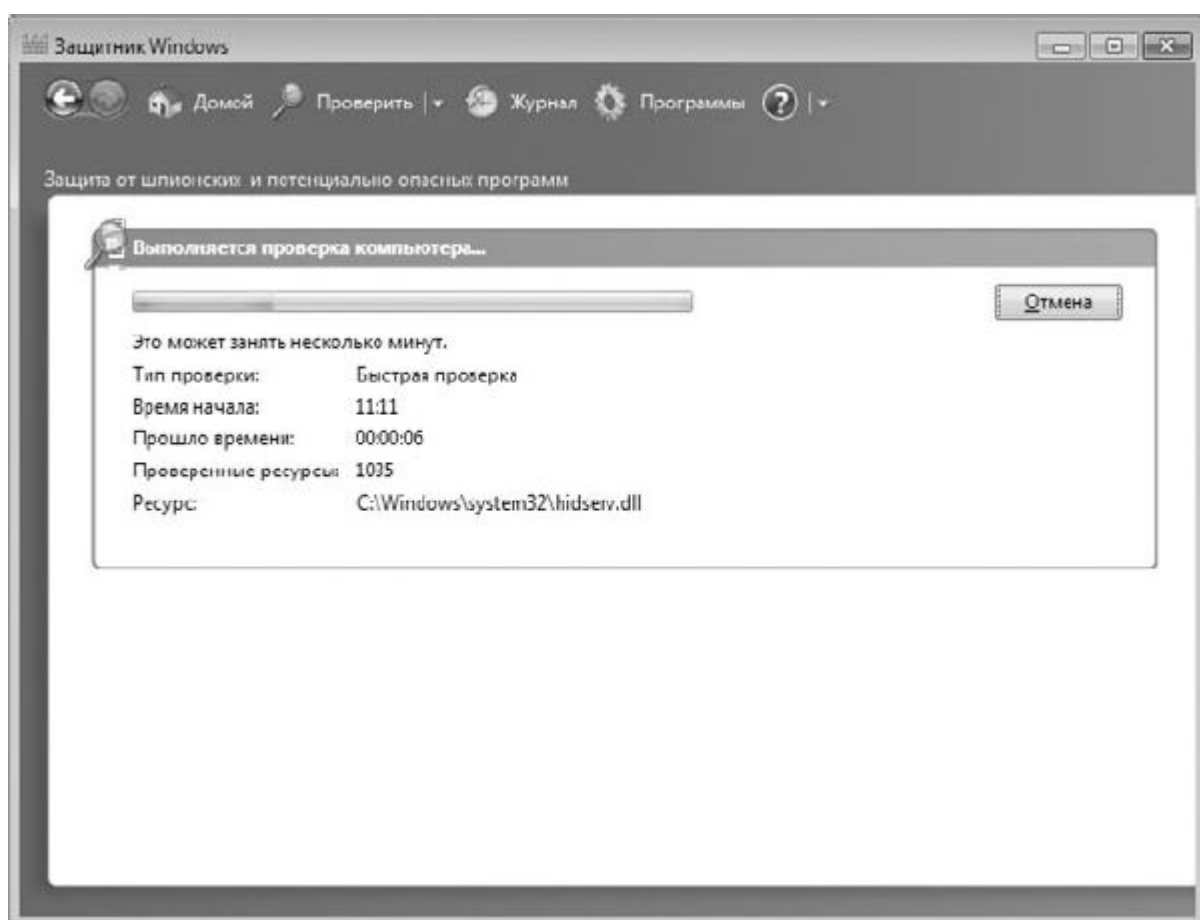 Защитник Windows
Домой Проверить Журнал Программы ?
Защита от шпионских и потенциально опасных программ
Выполняется проверка компьютера...
Отмена
Это может занять несколько минут.
Тип проверки: Быстрая проверка
Время начала: 11:11
Прошло времени: 00:00:06
Проверенные ресурсы: 1035
Ресурс: C:\Windows\system32\hidserv.dll